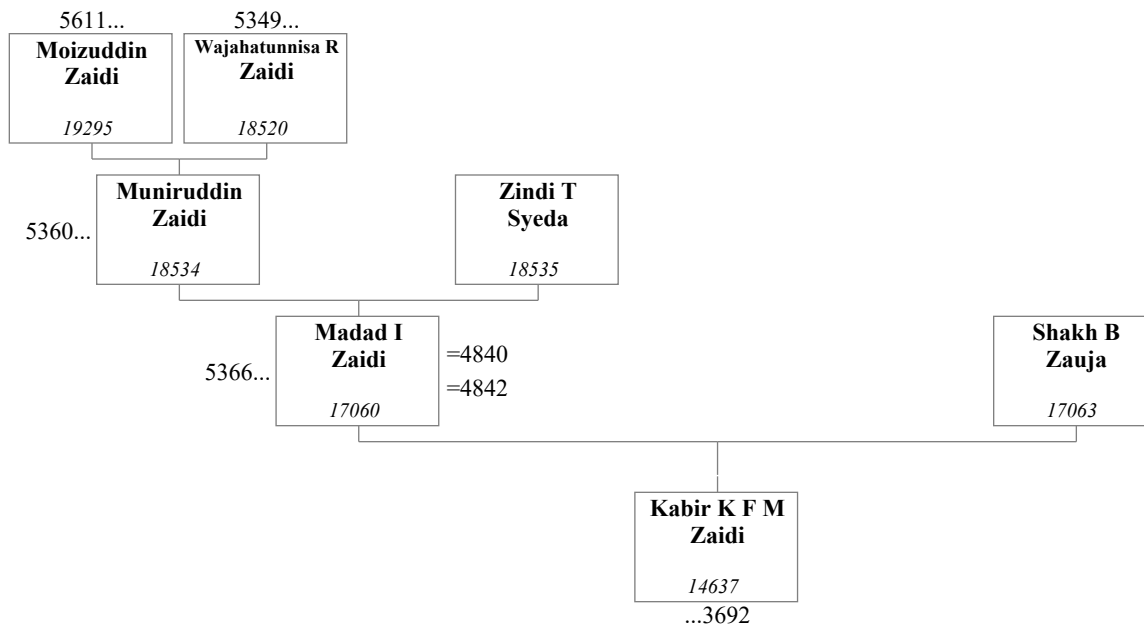 5611...
5349...
Moizuddin
Zaidi
19295
Wajahatunnisa R
Zaidi
18520
5360...
Muniruddin
Zaidi
18534
Zindi T
Syeda
18535
5366...
Madad I
Zaidi
17060
=4840
=4842
Shakh B
Zauja
17063
Kabir K F M
Zaidi
14637
...3692